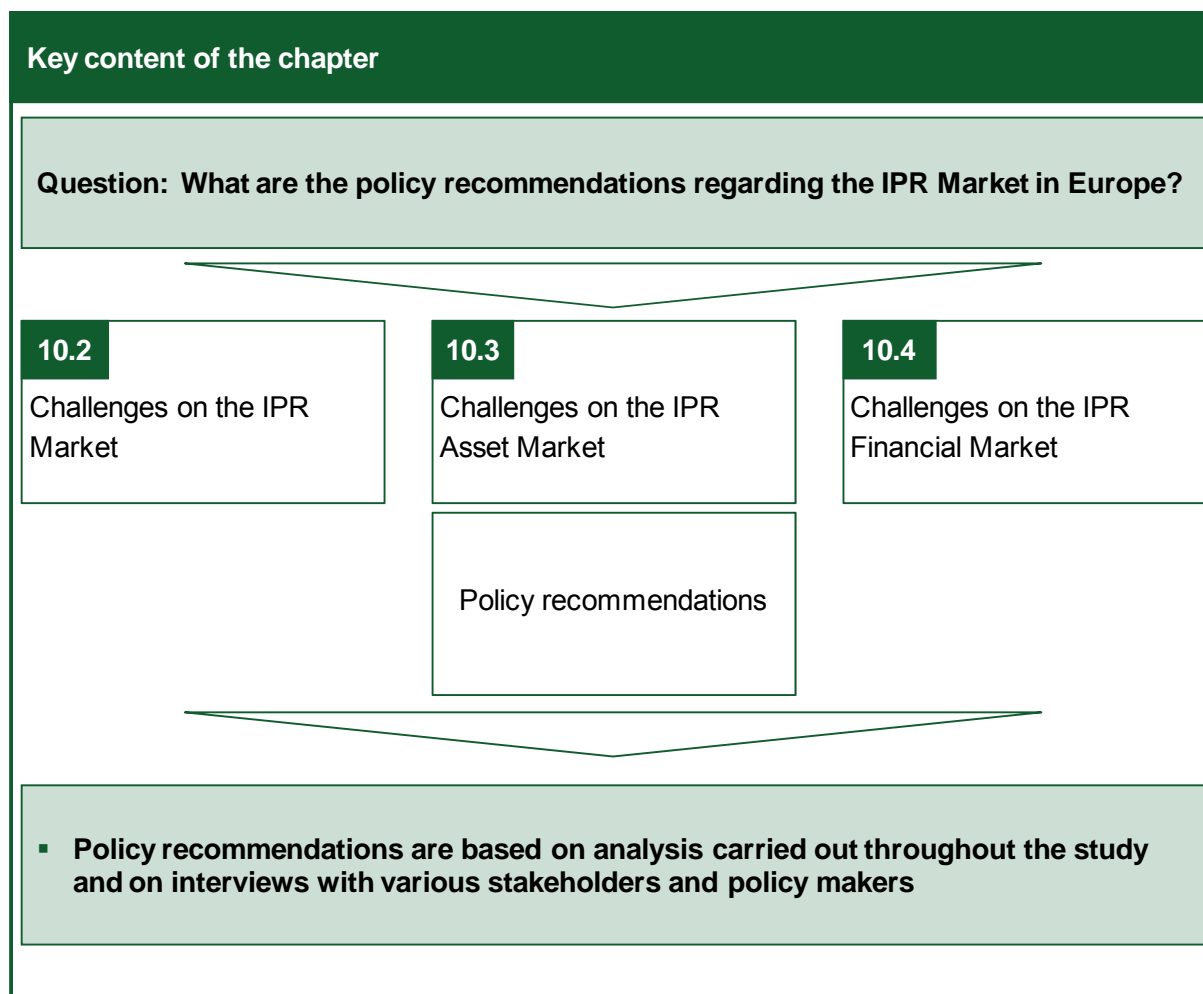 Key content of the chapter
Question: What are the policy recommendations regarding the IPR Market in Europe?
10.2
Challenges on the IPR
Market
10.3
Challenges on the IPR
Asset Market
10.4
Challenges on the IPR
Financial Market
Policy recommendations
▪ Policy recommendations are based on analysis carried out throughout the study
and on interviews with various stakeholders and policy makers